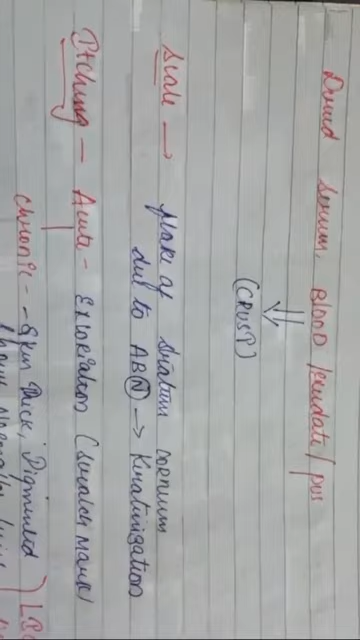 Dried Serum, Blood exudate/pus
⇓
(CRUST)
Scale → flake of stratum corneum
due to AB(N) → Keratinization
Itching - Acute - Excoriation (scratch mark)
Chronic - Skin thick, Pigmented